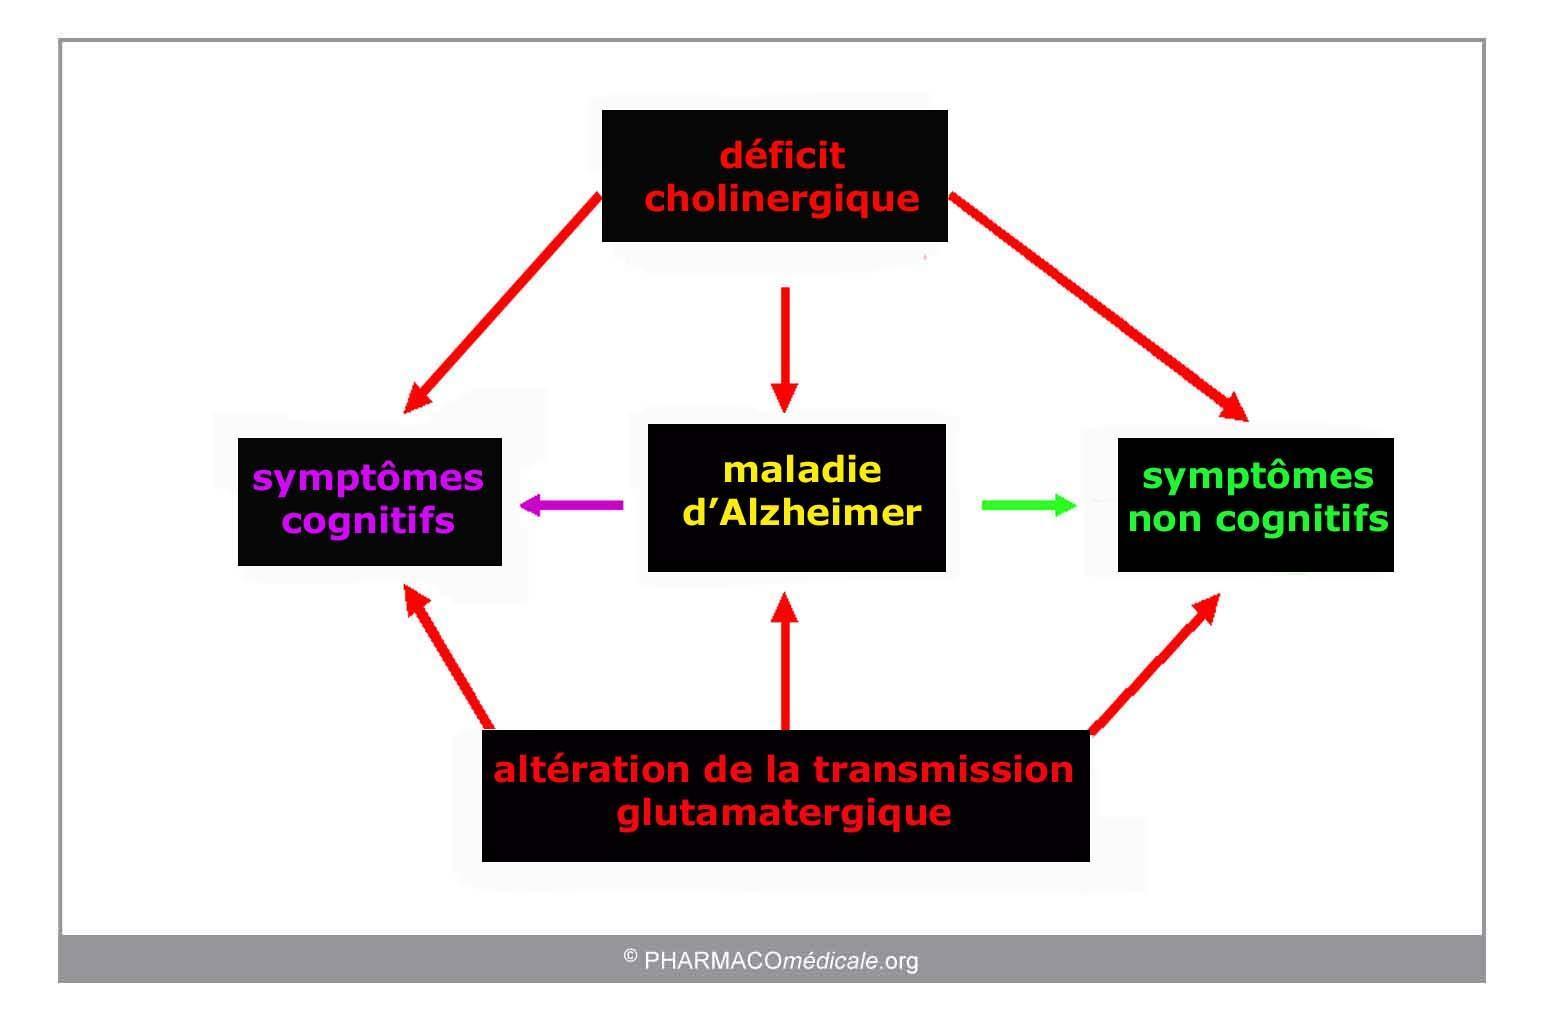 déficit
cholinergique
symptômes
cognitifs
maladie
d’Alzheimer
symptômes
non cognitifs
altération de la transmission
glutamatergique
© PHARMACOmédicale.org